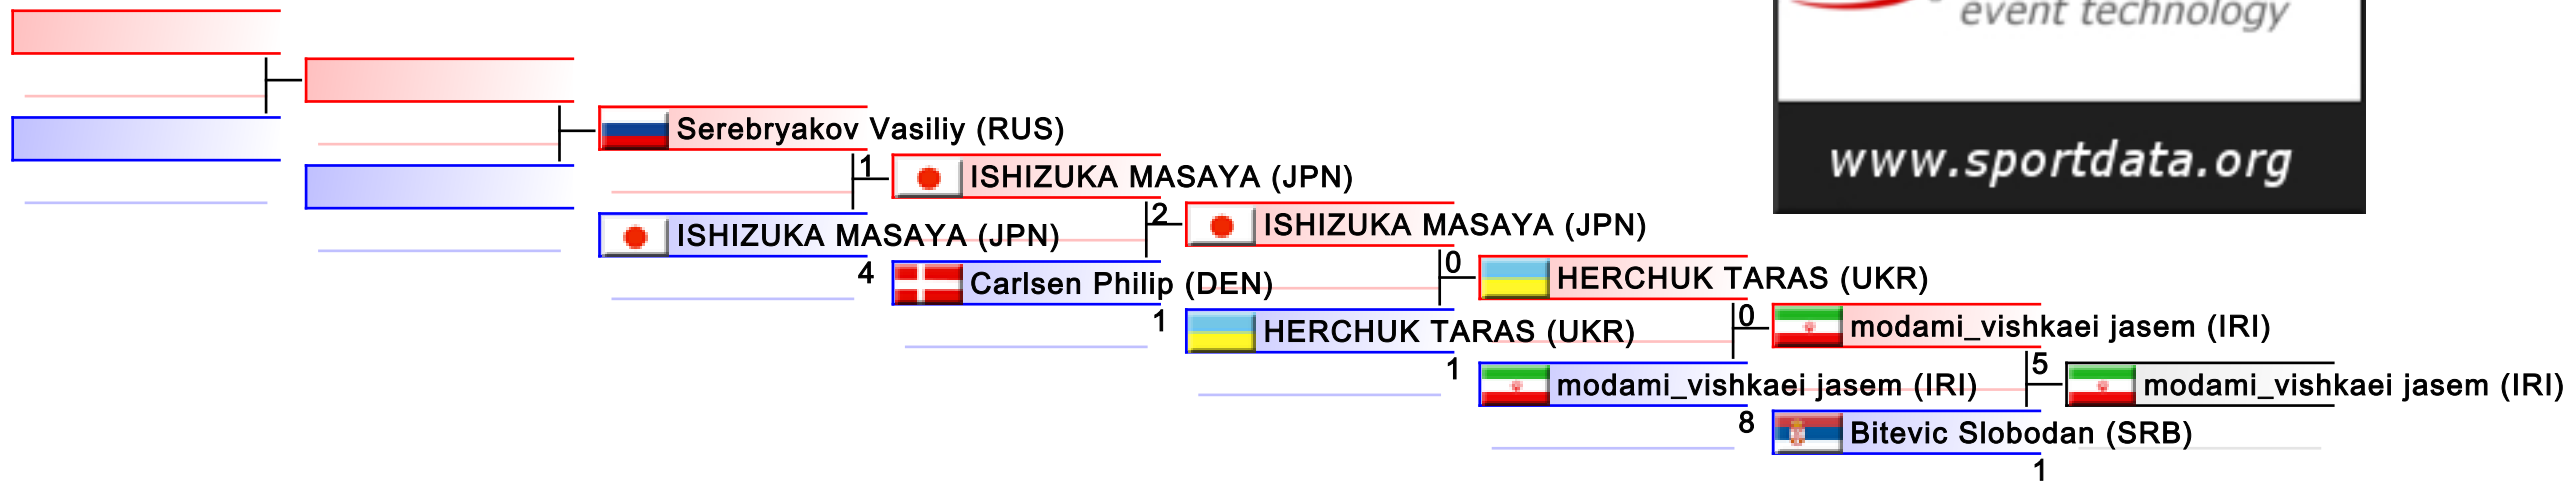 event technology
www.sportdata.org
Serebryakov Vasiliy (RUS)
1
ISHIZUKA MASAYA (JPN)
ISHIZUKA MASAYA (JPN)
4
2
Carlsen Philip (DEN)
1
ISHIZUKA MASAYA (JPN)
0
HERCHUK TARAS (UKR)
1
HERCHUK TARAS (UKR)
0
modami_vishkaei jasem (IRI)
8
modami_vishkaei jasem (IRI)
5
Bitevic Slobodan (SRB)
1
modami_vishkaei jasem (IRI)